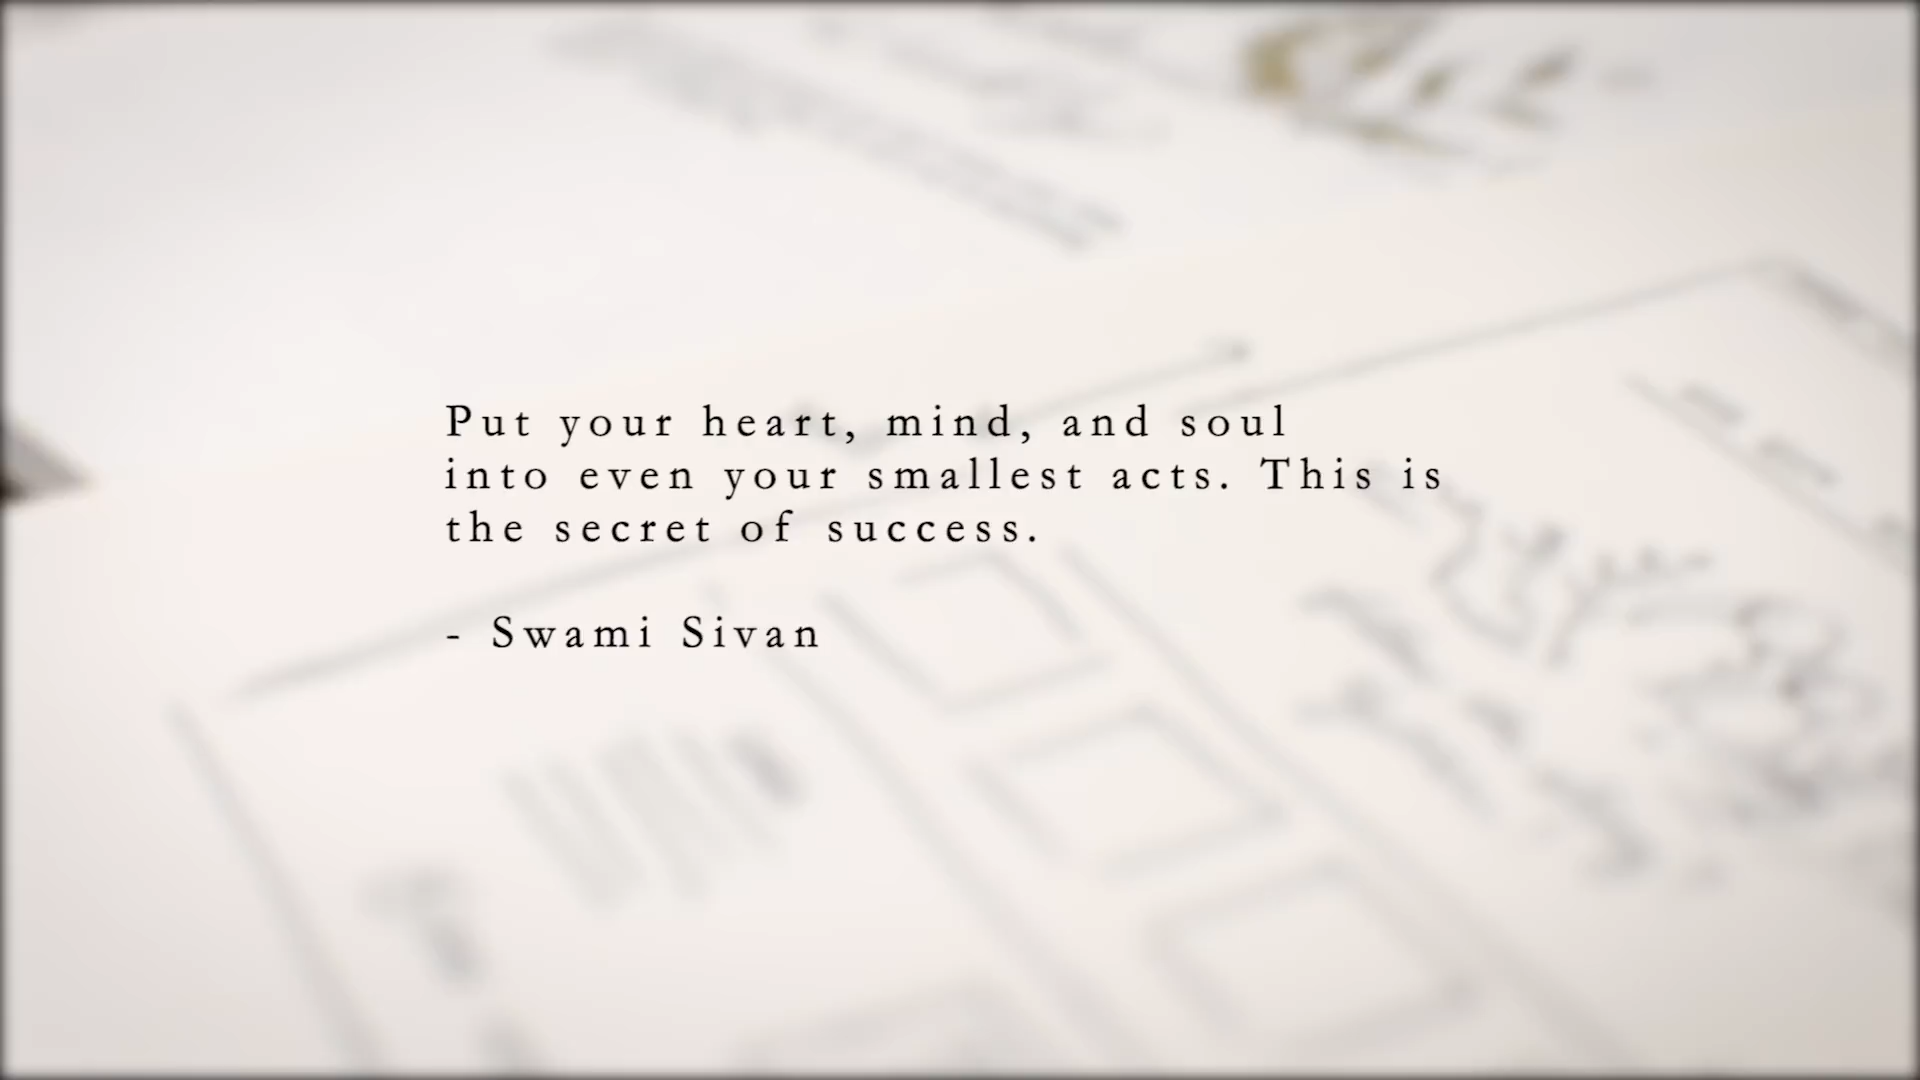 Put your heart, mind, and soul
into even your smallest acts. This is
the secret of success.
- Swami Sivan